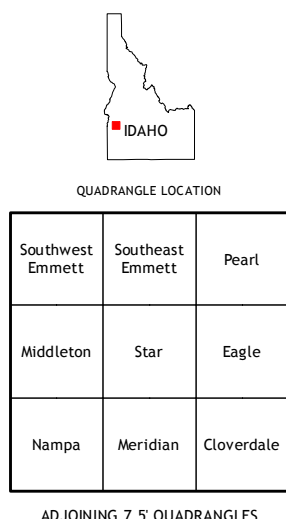 IDAHO
QUADRANGLE LOCATION
Southwest
Emmett
Southeast
Emmett
Pearl
Middleton
Star
Eagle
Nampa
Meridian
Cloverdale
ADJOINING 7.5' QUADRANGLES